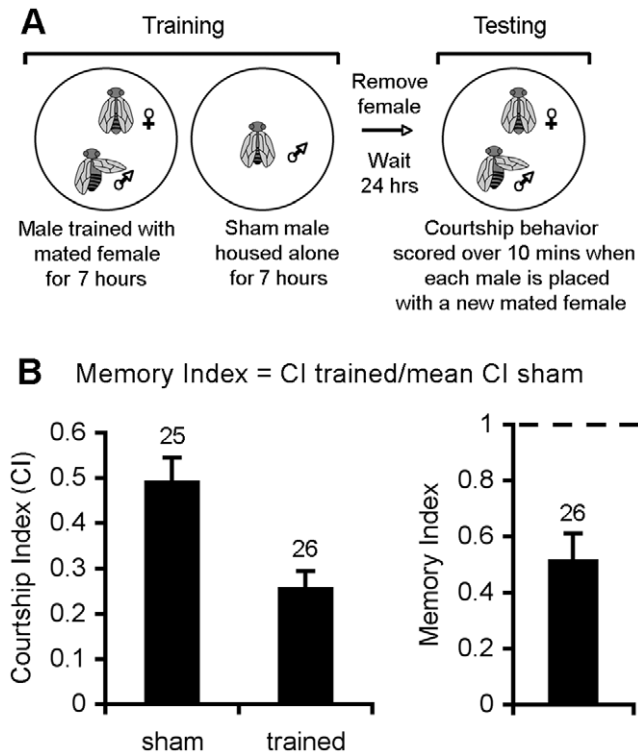 A
Training
Testing
♀
♂
♂
Remove
female
Wait
24 hrs
♀
♂
Male trained with
mated female
for 7 hours
Sham male
housed alone
for 7 hours
Courtship behavior
scored over 10 mins when
each male is placed
with a new mated female
B
Memory Index = CI trained/mean CI sham
Courtship Index (CI)
0.6
0.5
0.4
0.3
0.2
0.1
0
25
26
sham
trained
Memory Index
1
0.8
0.6
0.4
0.2
0
26